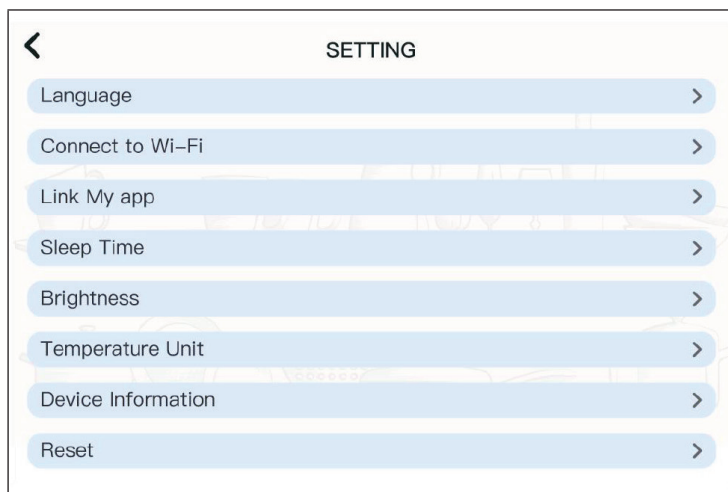 SETTING
Language
Connect to Wi-Fi
Link My app
Sleep Time
Brightness
Temperature Unit
Device Information
Reset